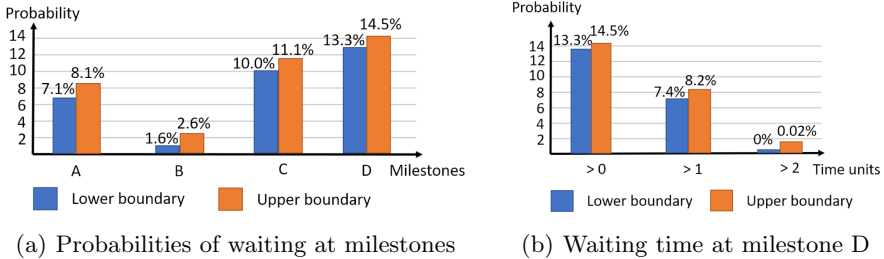 Probability
14
12
10
8
6
4
2
7.1%
8.1%
1.6%
2.6%
10.0%
11.1%
13.3%
14.5%
A
B
C
D
Milestones
Lower boundary
Upper boundary
(a) Probabilities of waiting at milestones
Probability
14
12
10
8
6
4
2
13.3%
14.5%
7.4%
8.2%
0%
0.02%
> 0
> 1
> 2
Time units
Lower boundary
Upper boundary
(b) Waiting time at milestone D